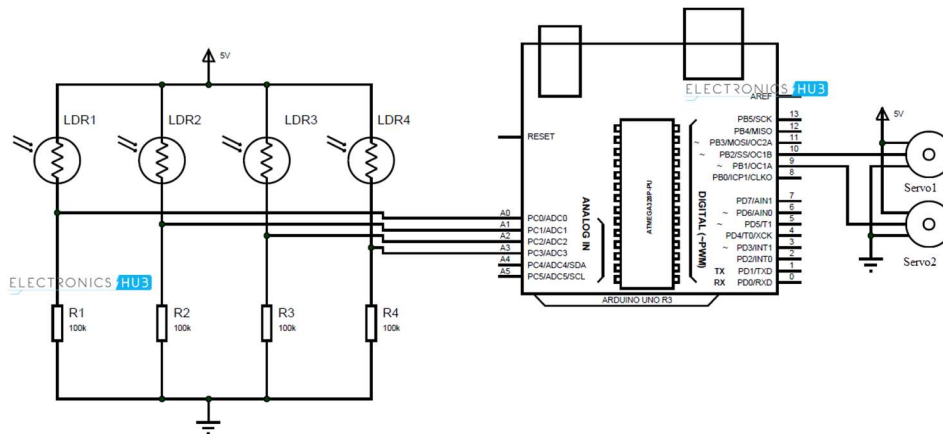 5V
LDR1
LDR2
LDR3
LDR4
ELECTRONICS HUB
R1
100k
R2
100k
R3
100k
R4
100k
ELECTRONICS HUB
AREF
RESET
PB5/SCK 13
PB4/MISO 12
~ PB3/MOSI/OC2A 11
~ PB2/SS/OC1B 10
~ PB1/OC1A 9
PB0/ICP1/CLKO 8
A0 PC0/ADC0
A1 PC1/ADC1
A2 PC2/ADC2
A3 PC3/ADC3
A4 PC4/ADC4/SDA
A5 PC5/ADC5/SCL
ANALOG IN
ATMEGA328P-PU
DIGITAL (~PWM)
PD7/AIN1 7
~ PD6/AIN0 6
~ PD5/T1 5
PD4/T0/XCK 4
~ PD3/INT1 3
PD2/INT0 2
TX PD1/TXD 1
RX PD0/RXD 0
ARDUINO UNO R3
5V
Servo1
Servo2